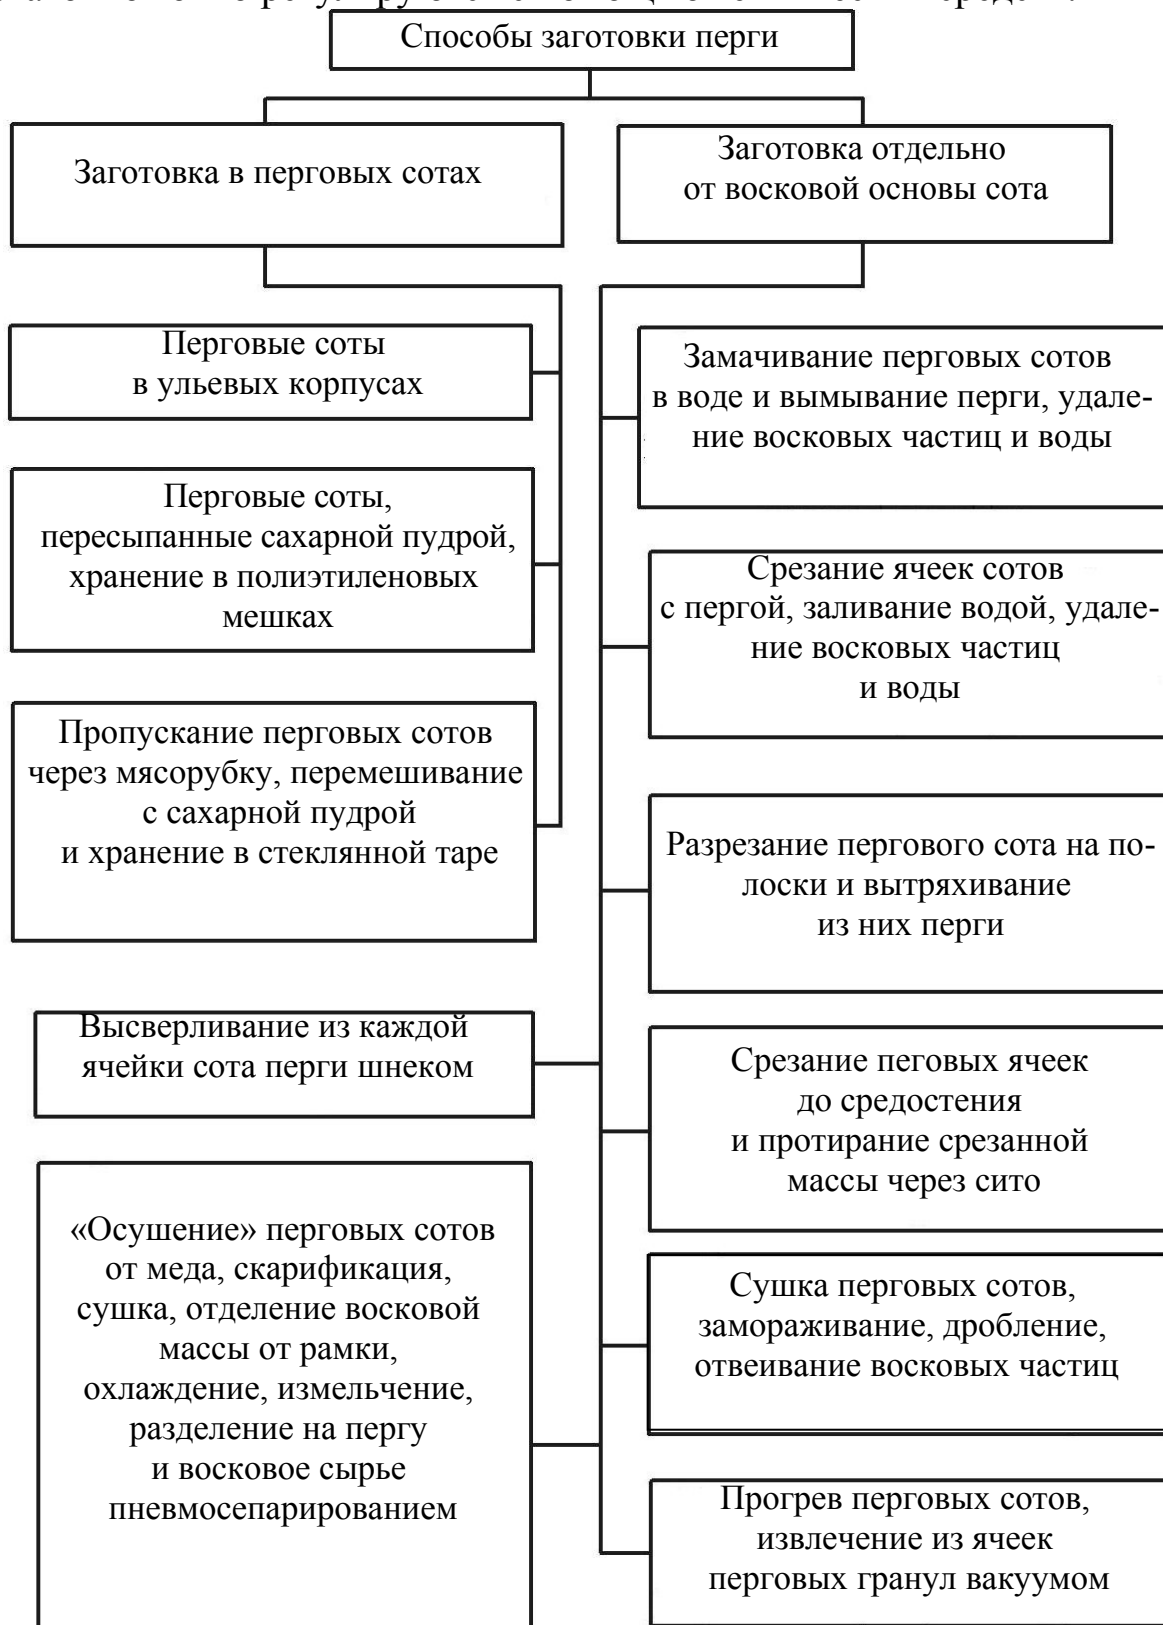 Способы заготовки перги
Заготовка в перговых сотах
Заготовка отдельно
от восковой основы сота
Перговые соты
в ульевых корпусах
Перговые соты,
пересыпанные сахарной пудрой,
хранение в полиэтиленовых
мешках
Пропускание перговых сотов
через мясорубку, перемешивание
с сахарной пудрой
и хранение в стеклянной таре
Замачивание перговых сотов
в воде и вымывание перги, удале-
ние восковых частиц и воды
Срезание ячеек сотов
с пергой, заливание водой, удале-
ние восковых частиц
и воды
Разрезание пергового сота на по-
лоски и вытряхивание
из них перги
Высверливание из каждой
ячейки сота перги шнеком
Срезание пеговых ячеек
до средостения
и протирание срезанной
массы через сито
«Осушение» перговых сотов
от меда, скарификация,
сушка, отделение восковой
массы от рамки,
охлаждение, измельчение,
разделение на пергу
и восковое сырье
пневмосепарированием
Сушка перговых сотов,
замораживание, дробление,
отвеивание восковых частиц
Прогрев перговых сотов,
извлечение из ячеек
перговых гранул вакуумом